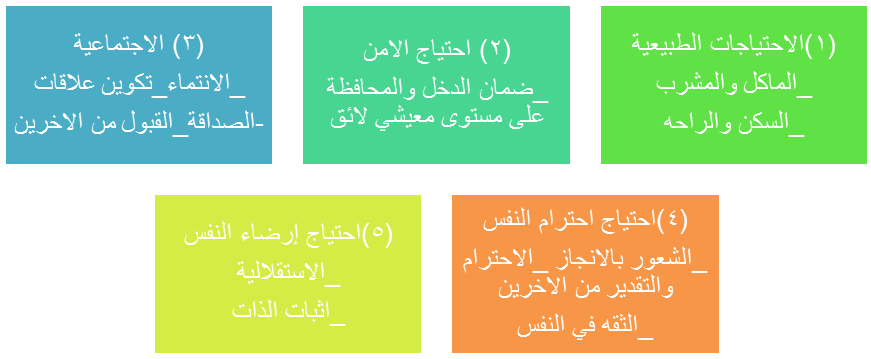 (١)الاحتياجات الطبيعية
_الماكل والمشرب
_السكن والراحه
(٢) احتياج الامن
_ضمان الدخل والمحافظة
على مستوى معيشي لائق
(٣) الاجتماعية
_الانتماء_تكوين علاقات
-الصداقة_القبول من الاخرين
(٤)احتياج احترام النفس
_الشعور بالانجاز _الاحترام
والتقدير من الاخرين
_الثقه في النفس
(٥)احتياج إرضاء النفس
_الاستقلالية
_اثبات الذات